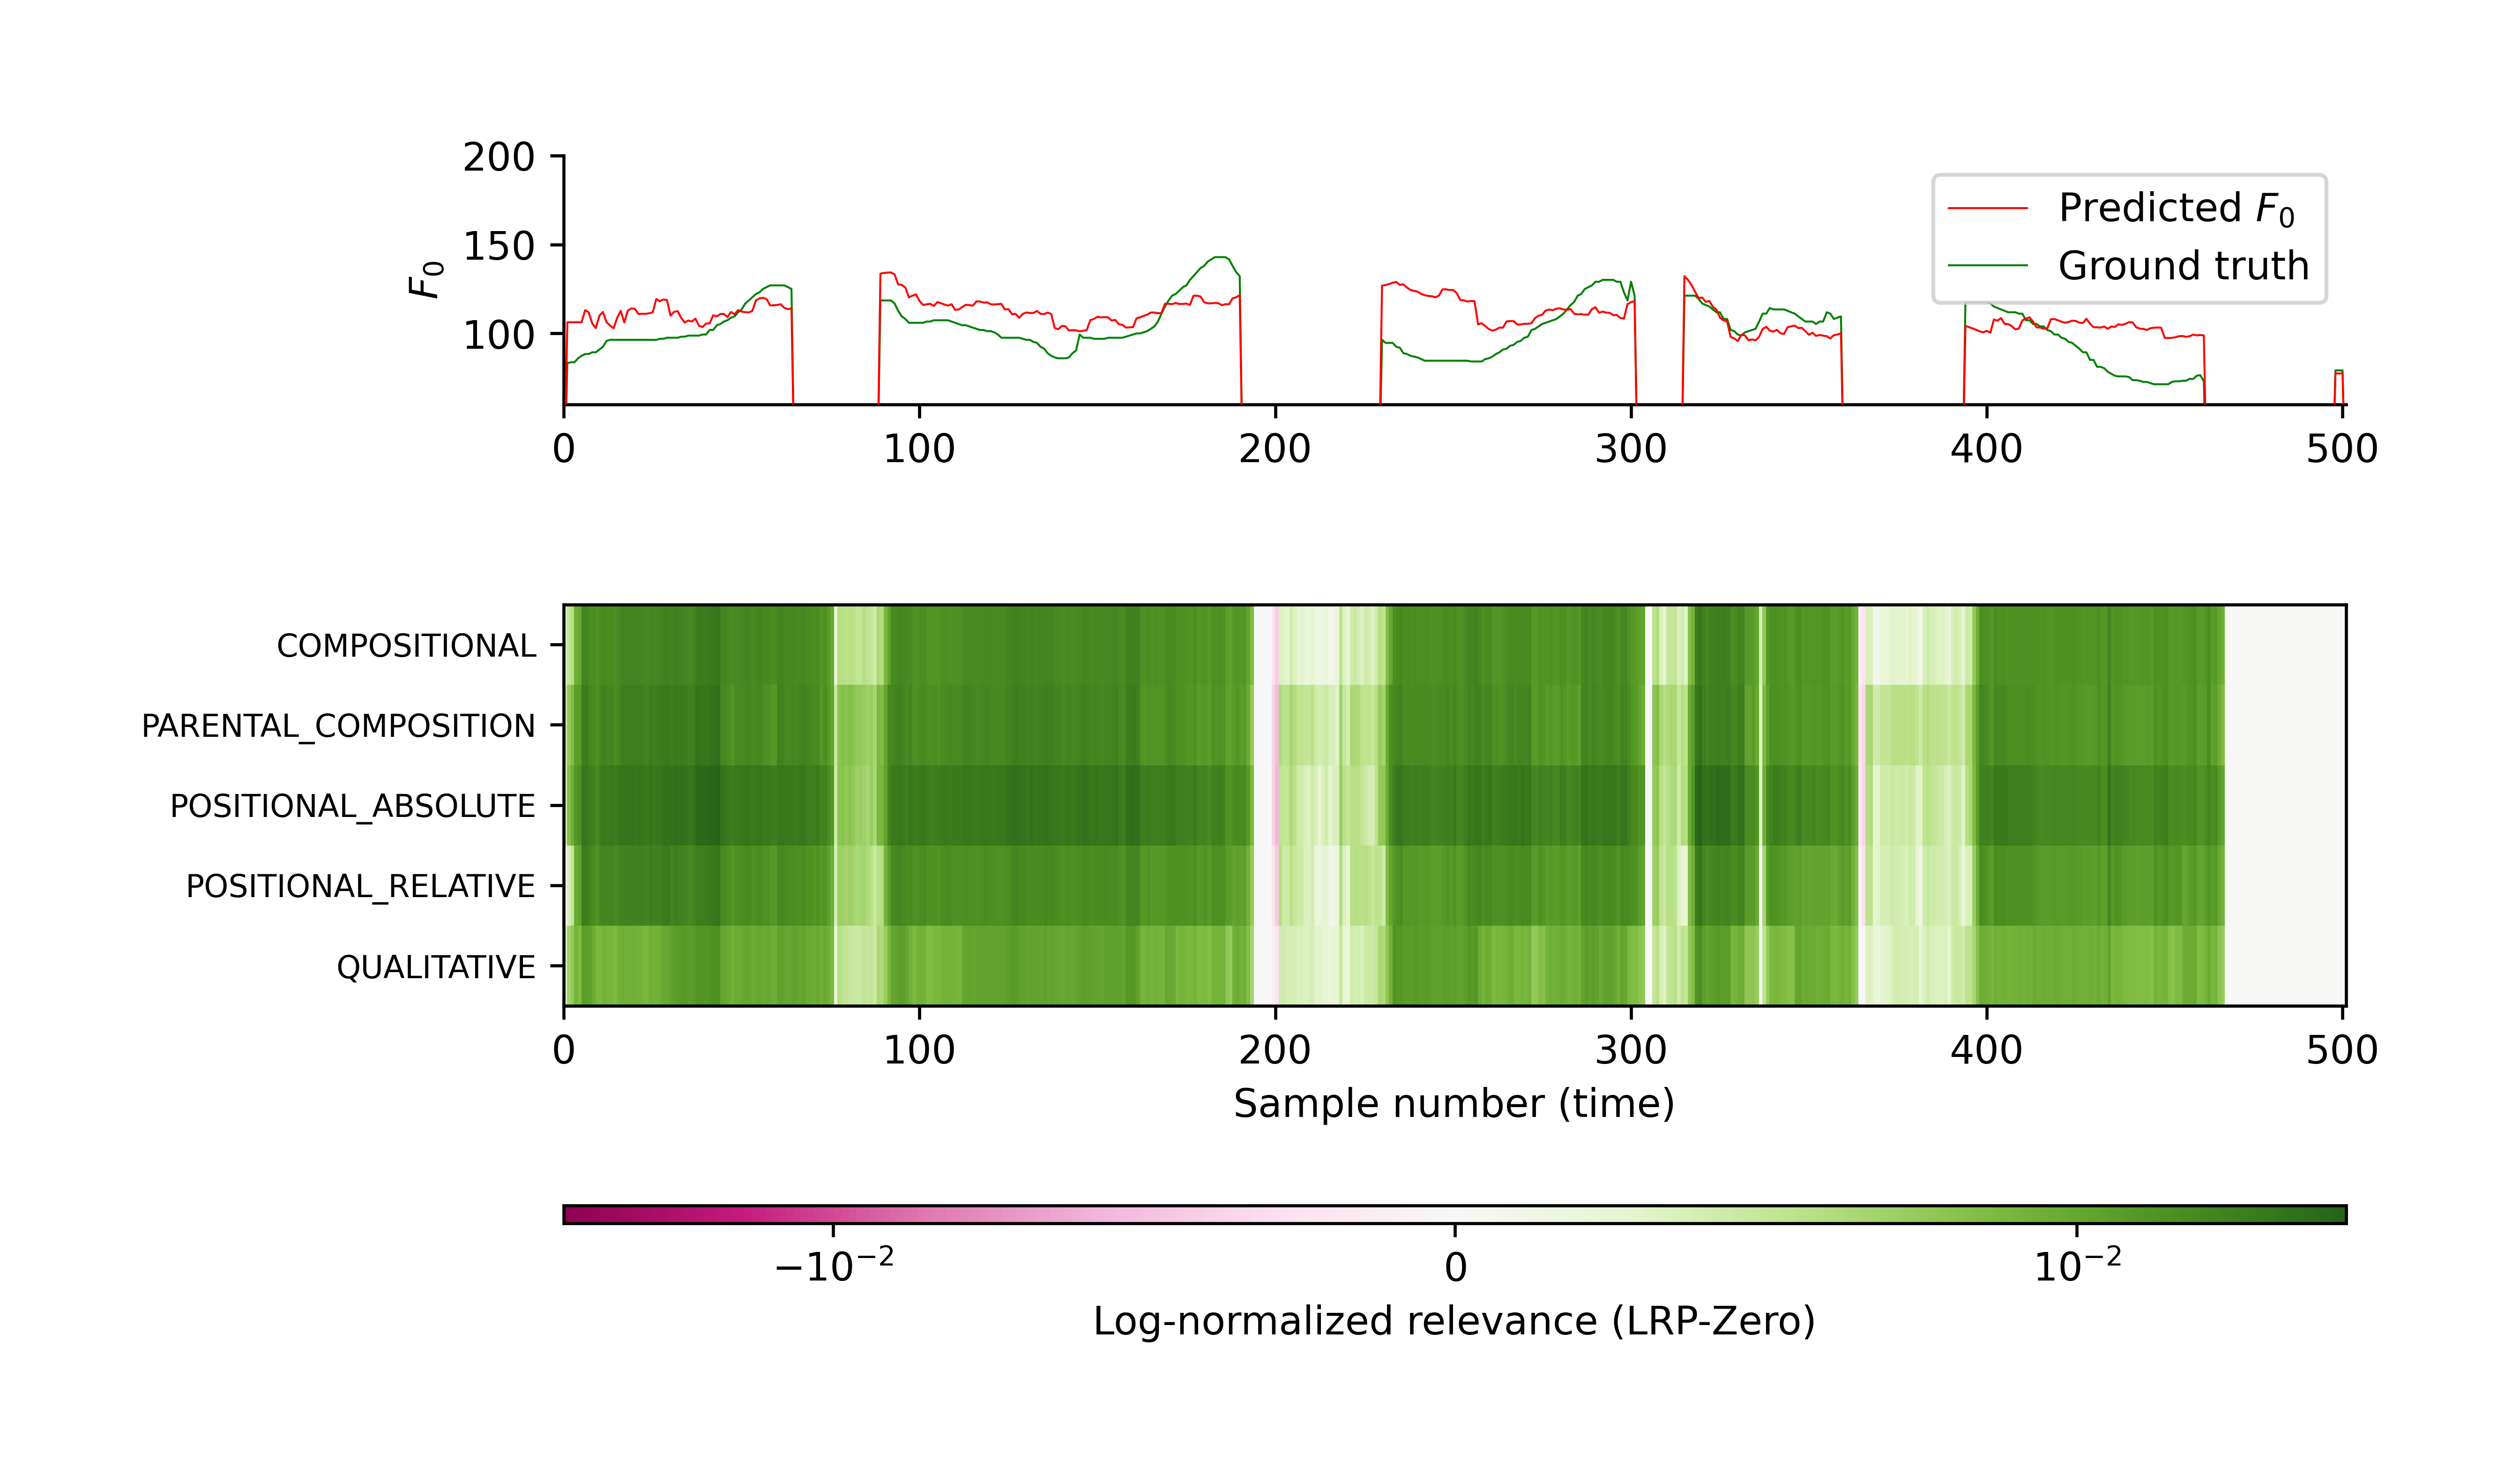 200
150
100
F₀
Predicted F₀
Ground truth
0 100 200 300 400 500
COMPOSITIONAL
PARENTAL_COMPOSITION
POSITIONAL_ABSOLUTE
POSITIONAL_RELATIVE
QUALITATIVE
0 100 200 300 400 500
Sample number (time)
−10⁻² 0 10⁻²
Log-normalized relevance (LRP-Zero)